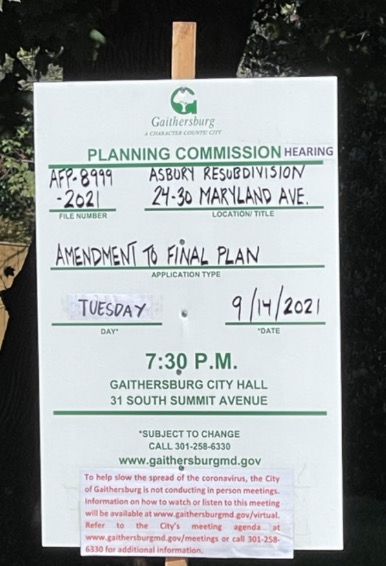 Gaithersburg
A CHARACTER COUNTS! CITY
PLANNING COMMISSION HEARING
AFP-8999 ASBURY RESUBDIVISION
-2021 24-30 MARYLAND AVE.
FILE NUMBER LOCATION/TITLE
AMENDMENT TO FINAL PLAN
APPLICATION TYPE
TUESDAY 9/14/2021
DAY* *DATE
7:30 P.M.
GAITHERSBURG CITY HALL
31 SOUTH SUMMIT AVENUE
*SUBJECT TO CHANGE
CALL 301-258-6330
www.gaithersburgmd.gov
To help slow the spread of the coronavirus, the City
of Gaithersburg is not conducting in person meetings.
Information on how to watch or listen to this meeting
will be available at www.gaithersburgmd.gov/virtual.
Refer to the City's meeting agenda at
www.gaithersburgmd.gov/meetings or call 301-258-
6330 for additional information.